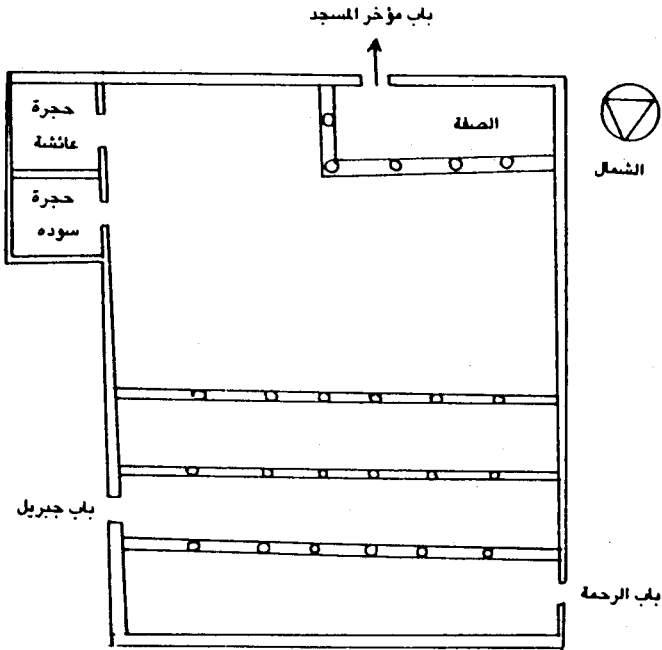 باب مؤخر المسجد
حجرة
عائشة
الصفة
الشمال
حجرة
سوده
باب جبريل
باب الرحمة